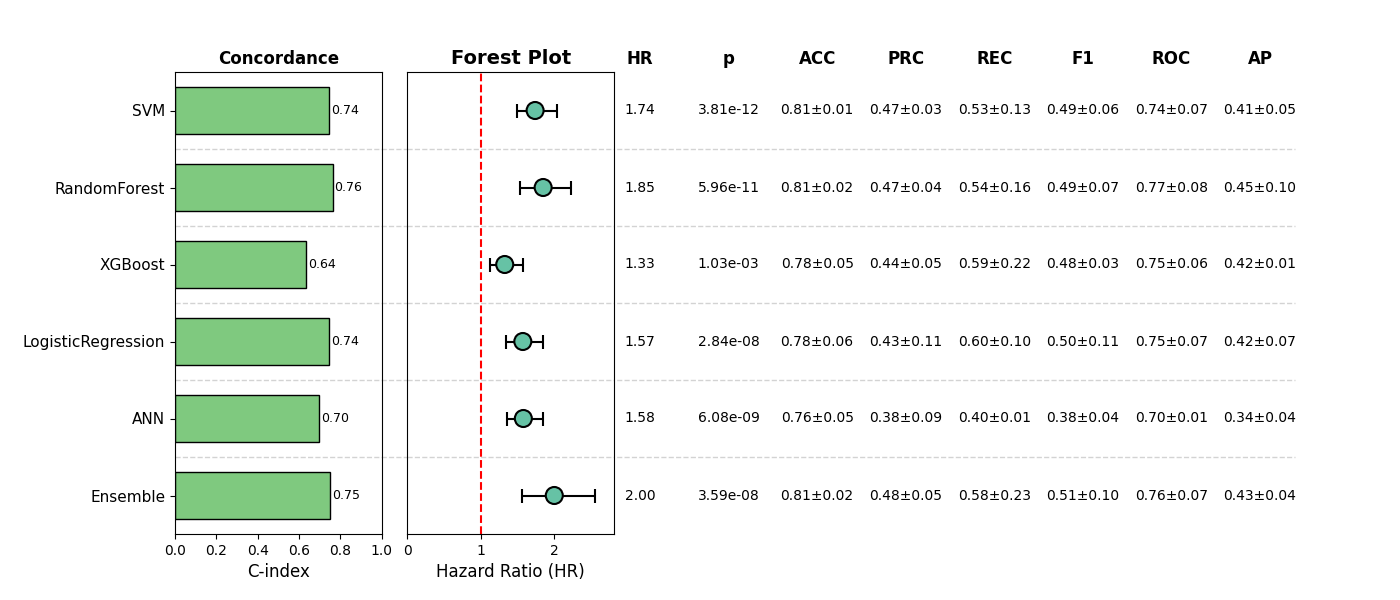 Concordance Forest Plot HR p ACC PRC REC F1 ROC AP
SVM 0.74 1.74 3.81e-12 0.81±0.01 0.47±0.03 0.53±0.13 0.49±0.06 0.74±0.07 0.41±0.05
RandomForest 0.76 1.85 5.96e-11 0.81±0.02 0.47±0.04 0.54±0.16 0.49±0.07 0.77±0.08 0.45±0.10
XGBoost 0.64 1.33 1.03e-03 0.78±0.05 0.44±0.05 0.59±0.22 0.48±0.03 0.75±0.06 0.42±0.01
LogisticRegression 0.74 1.57 2.84e-08 0.78±0.06 0.43±0.11 0.60±0.10 0.50±0.11 0.75±0.07 0.42±0.07
ANN 0.70 1.58 6.08e-09 0.76±0.05 0.38±0.09 0.40±0.01 0.38±0.04 0.70±0.01 0.34±0.04
Ensemble 0.75 2.00 3.59e-08 0.81±0.02 0.48±0.05 0.58±0.23 0.51±0.10 0.76±0.07 0.43±0.04
0.0 0.2 0.4 0.6 0.8 1.0 0 1 2
C-index Hazard Ratio (HR)